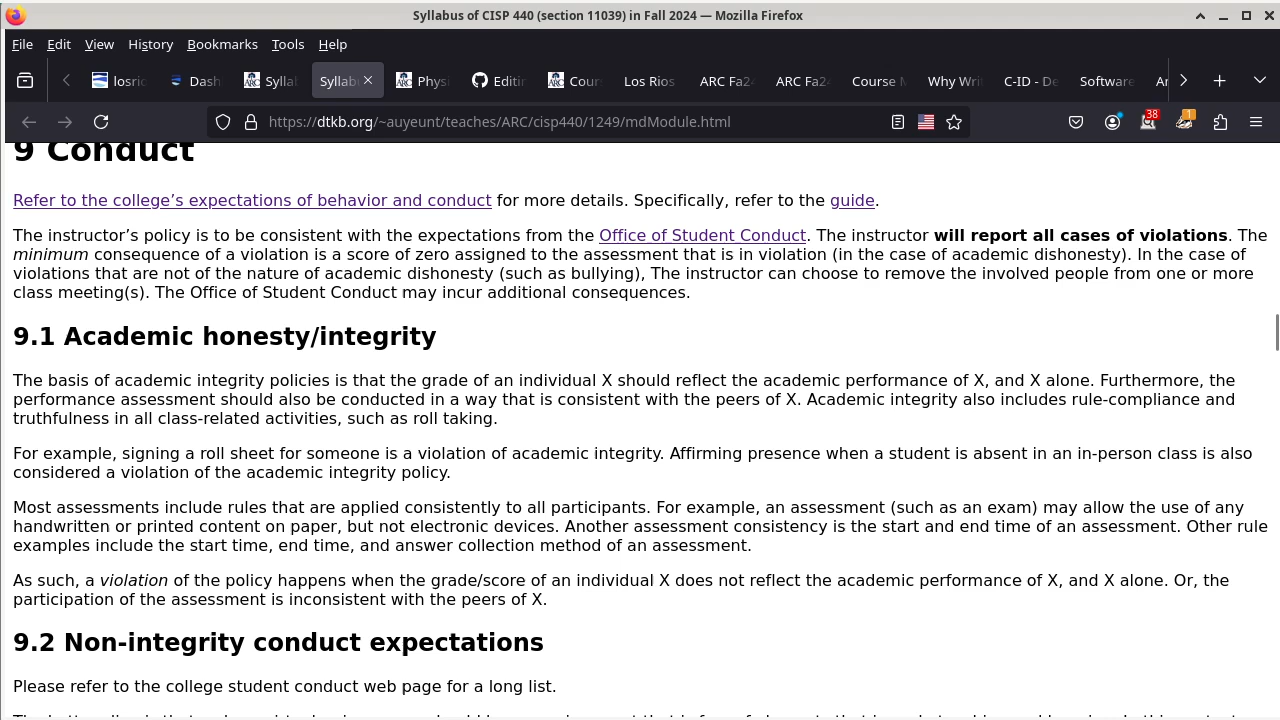 Syllabus of CISP 440 (section 11039) in Fall 2024 — Mozilla Firefox
File Edit View History Bookmarks Tools Help
losrio Dash Syllab Syllab Physi Editin Cour Los Rios ARC Fa24 ARC Fa24 Course M Why Writ C-ID - De Software Ar
https://dtkb.org/~auyeunt/teaches/ARC/cisp440/1249/mdModule.html 38 1
9 Conduct
Refer to the college’s expectations of behavior and conduct for more details. Specifically, refer to the guide.
The instructor’s policy is to be consistent with the expectations from the Office of Student Conduct. The instructor will report all cases of violations. The
minimum consequence of a violation is a score of zero assigned to the assessment that is in violation (in the case of academic dishonesty). In the case of
violations that are not of the nature of academic dishonesty (such as bullying), The instructor can choose to remove the involved people from one or more
class meeting(s). The Office of Student Conduct may incur additional consequences.
9.1 Academic honesty/integrity
The basis of academic integrity policies is that the grade of an individual X should reflect the academic performance of X, and X alone. Furthermore, the
performance assessment should also be conducted in a way that is consistent with the peers of X. Academic integrity also includes rule-compliance and
truthfulness in all class-related activities, such as roll taking.
For example, signing a roll sheet for someone is a violation of academic integrity. Affirming presence when a student is absent in an in-person class is also
considered a violation of the academic integrity policy.
Most assessments include rules that are applied consistently to all participants. For example, an assessment (such as an exam) may allow the use of any
handwritten or printed content on paper, but not electronic devices. Another assessment consistency is the start and end time of an assessment. Other rule
examples include the start time, end time, and answer collection method of an assessment.
As such, a violation of the policy happens when the grade/score of an individual X does not reflect the academic performance of X, and X alone. Or, the
participation of the assessment is inconsistent with the peers of X.
9.2 Non-integrity conduct expectations
Please refer to the college student conduct web page for a long list.